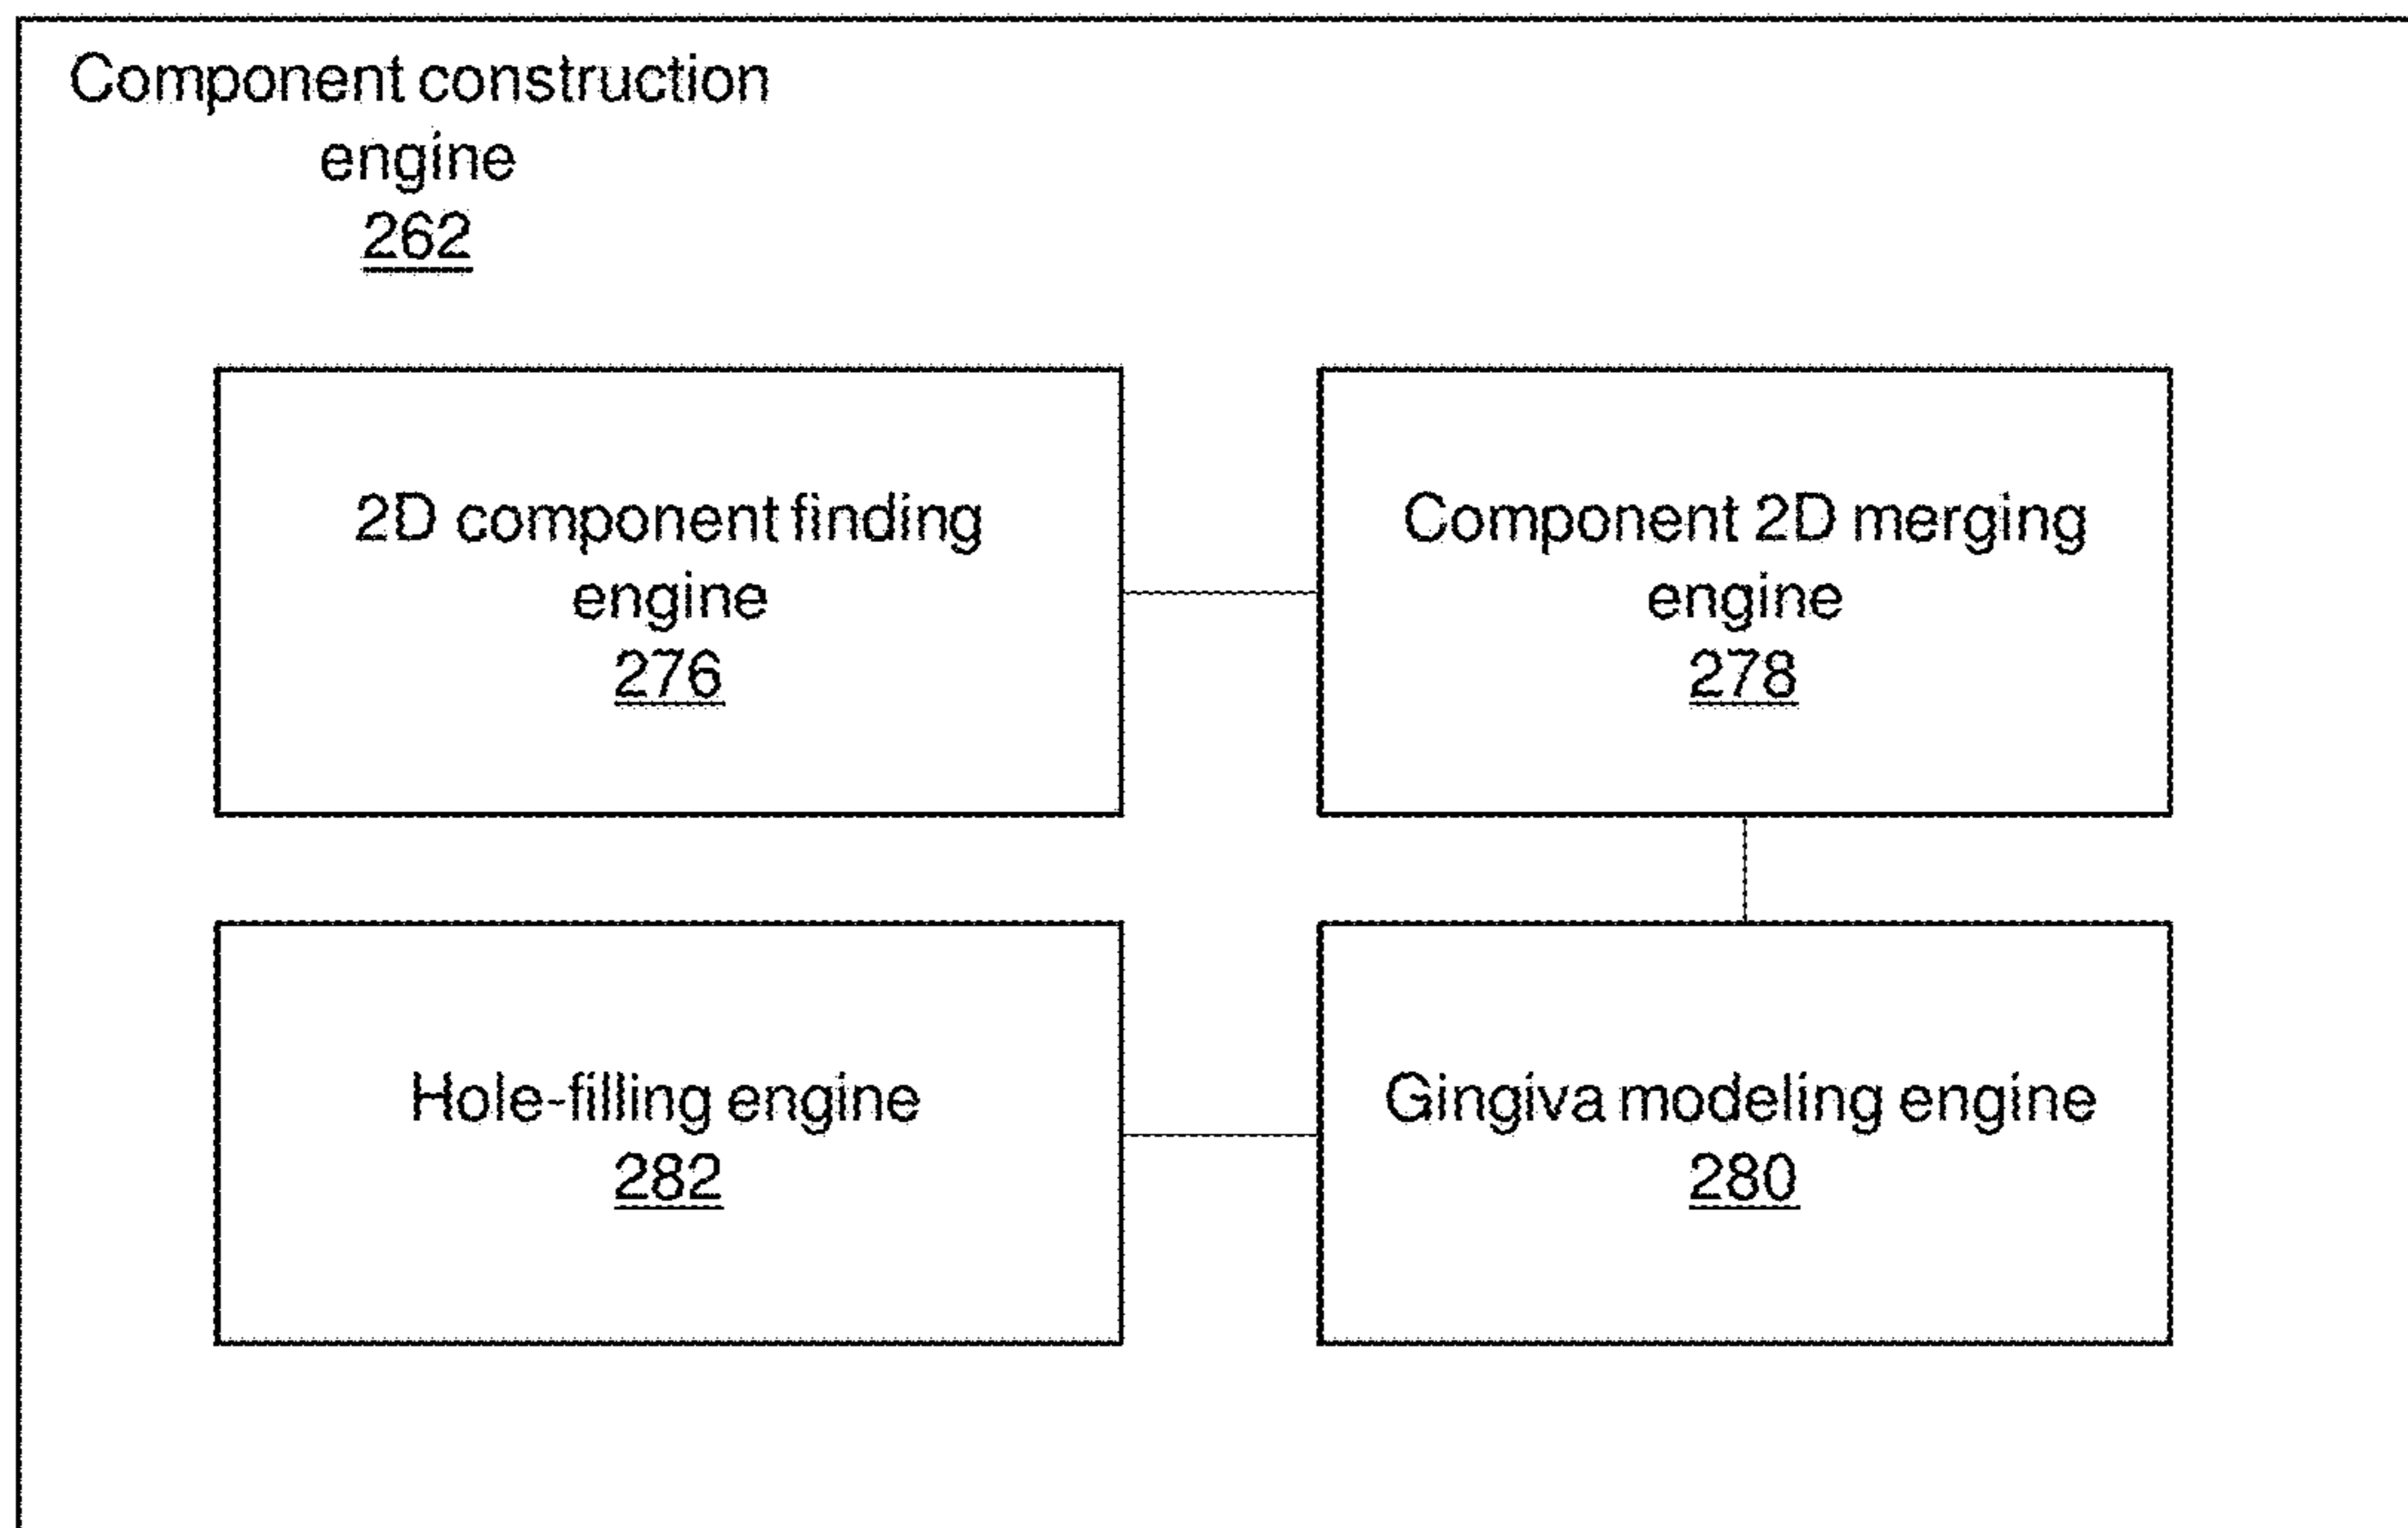 Component construction
engine
262
2D component finding
engine
276
Component 2D merging
engine
278
Hole-filling engine
282
Gingiva modeling engine
280